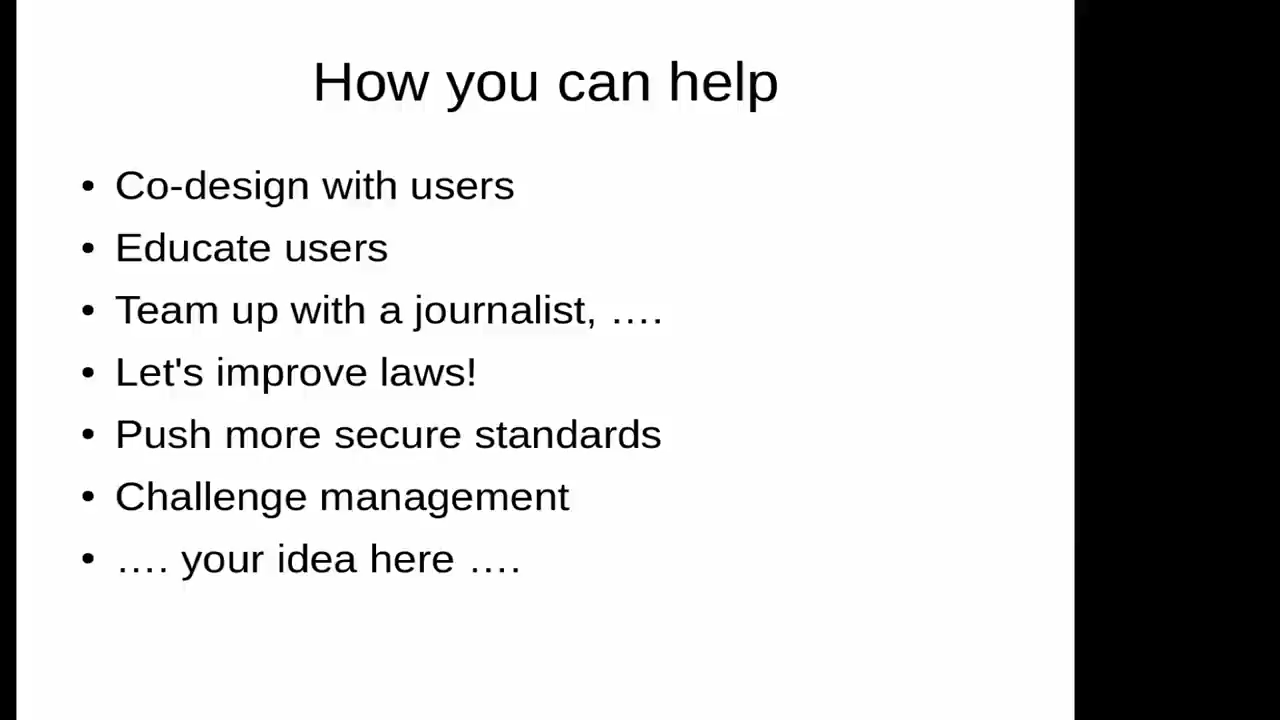 How you can help
• Co-design with users
• Educate users
• Team up with a journalist, ….
• Let's improve laws!
• Push more secure standards
• Challenge management
• …. your idea here ….